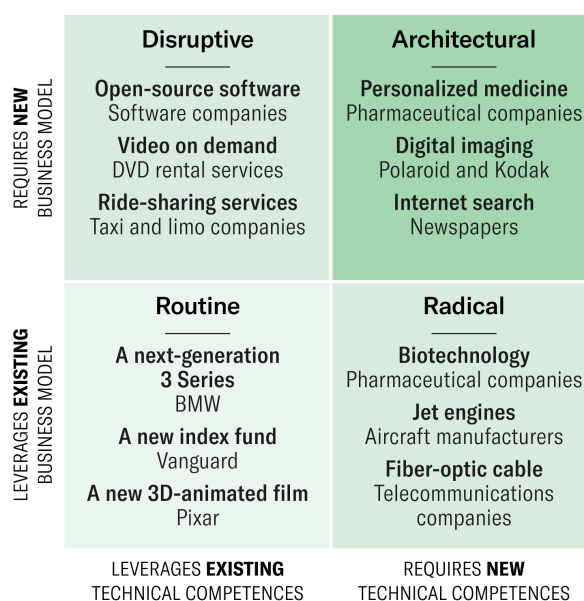 REQUIRES NEW
BUSINESS MODEL
Disruptive
Open-source software
Software companies
Video on demand
DVD rental services
Ride-sharing services
Taxi and limo companies
Architectural
Personalized medicine
Pharmaceutical companies
Digital imaging
Polaroid and Kodak
Internet search
Newspapers
LEVERAGES EXISTING
BUSINESS MODEL
Routine
A next-generation
3 Series
BMW
A new index fund
Vanguard
A new 3D-animated film
Pixar
Radical
Biotechnology
Pharmaceutical companies
Jet engines
Aircraft manufacturers
Fiber-optic cable
Telecommunications
companies
LEVERAGES EXISTING
TECHNICAL COMPETENCES
REQUIRES NEW
TECHNICAL COMPETENCES